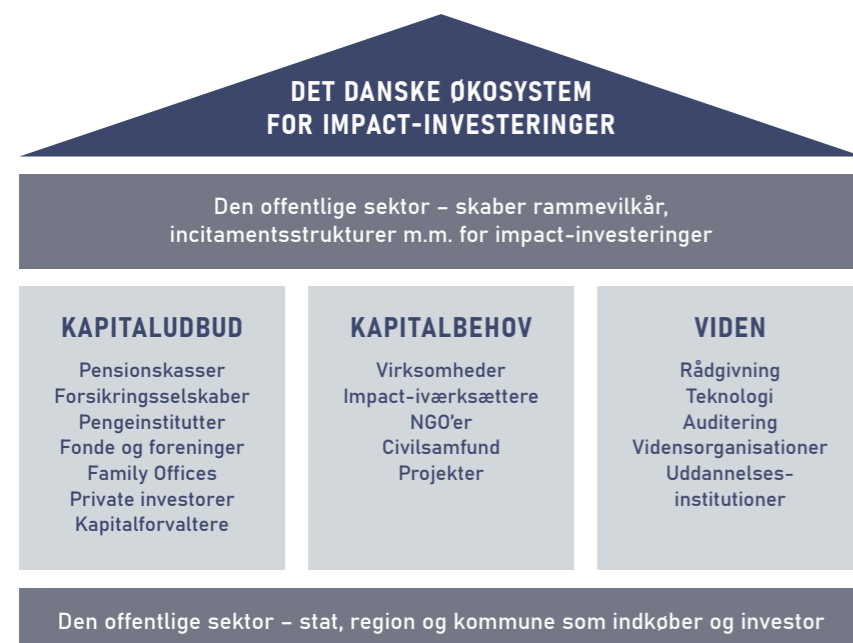 DET DANSKE ØKOSYSTEM
FOR IMPACT-INVESTERINGER
Den offentlige sektor – skaber rammevilkår,
incitamentsstrukturer m.m. for impact-investeringer
KAPITALUDBUD
Pensionskasser
Forsikringsselskaber
Pengeinstitutter
Fonde og foreninger
Family Offices
Private investorer
Kapitalforvaltere
KAPITALBEHOV
Virksomheder
Impact-iværksættere
NGO’er
Civilsamfund
Projekter
VIDEN
Rådgivning
Teknologi
Auditering
Vidensorganisationer
Uddannelses-
institutioner
Den offentlige sektor – stat, region og kommune som indkøber og investor